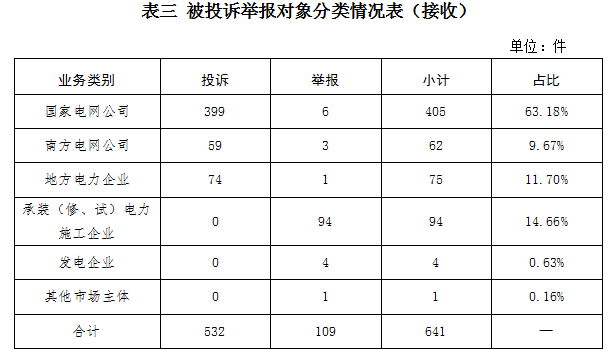 表三 被投诉举报对象分类情况表（接收）
单位：件
业务类别 投诉 举报 小计 占比
国家电网公司 399 6 405 63.18%
南方电网公司 59 3 62 9.67%
地方电力企业 74 1 75 11.70%
承装（修、试）电力
施工企业 0 94 94 14.66%
发电企业 0 4 4 0.63%
其他市场主体 0 1 1 0.16%
合计 532 109 641 —